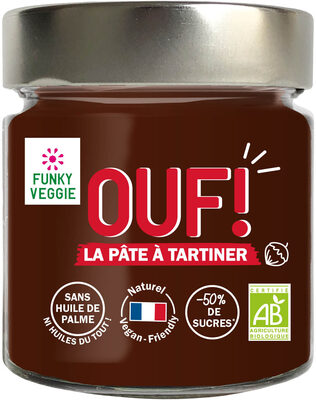 FUNKY
VEGGIE
OUF!
LA PÂTE À TARTINER
SANS
HUILE DE
PALME
NI HUILES DU TOUT !
Naturel
Vegan-Friendly
-50%
DE
SUCRES*
CERTIFIÉ
AB
AGRICULTURE
BIOLOGIQUE